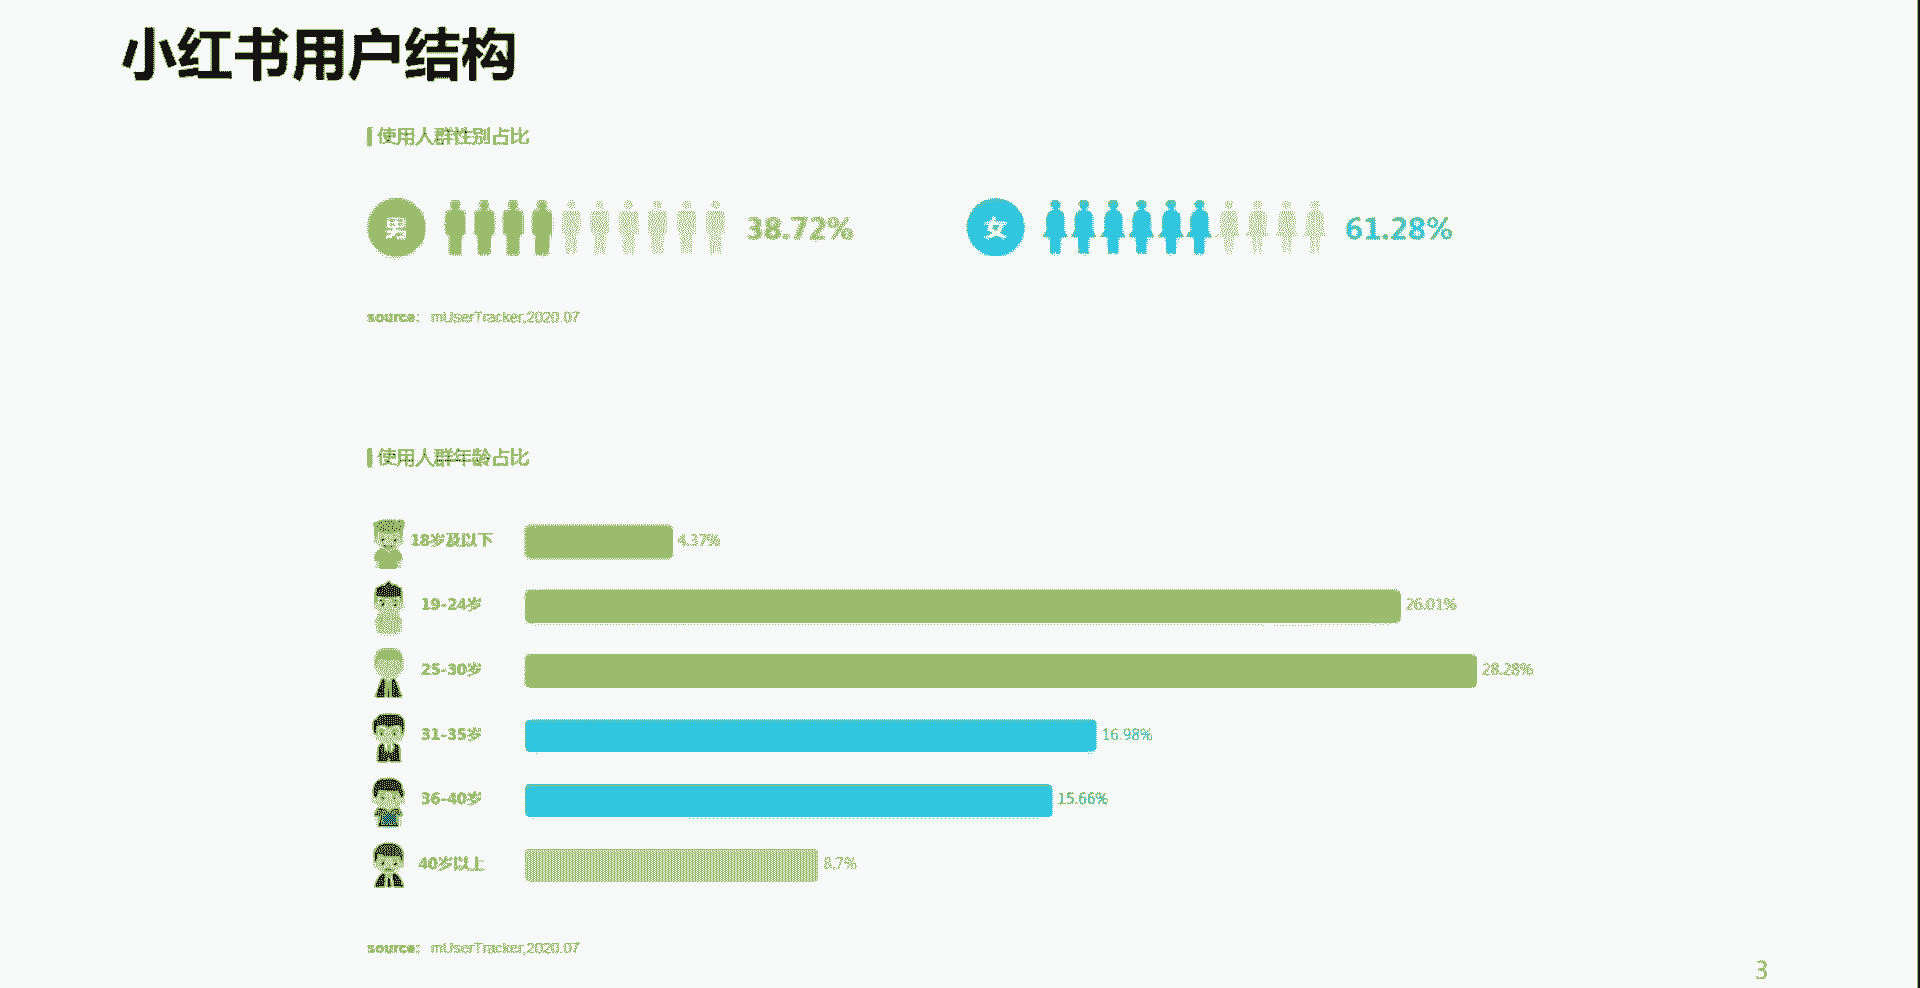 小红书用户结构
使用人群性别占比
男 38.72% 女 61.28%
source: mUserTracker,2020.07
使用人群年龄占比
18岁及以下 4.37%
19-24岁 26.01%
25-30岁 28.28%
31-35岁 16.98%
36-40岁 15.66%
40岁以上 8.7%
source: mUserTracker,2020.07
3